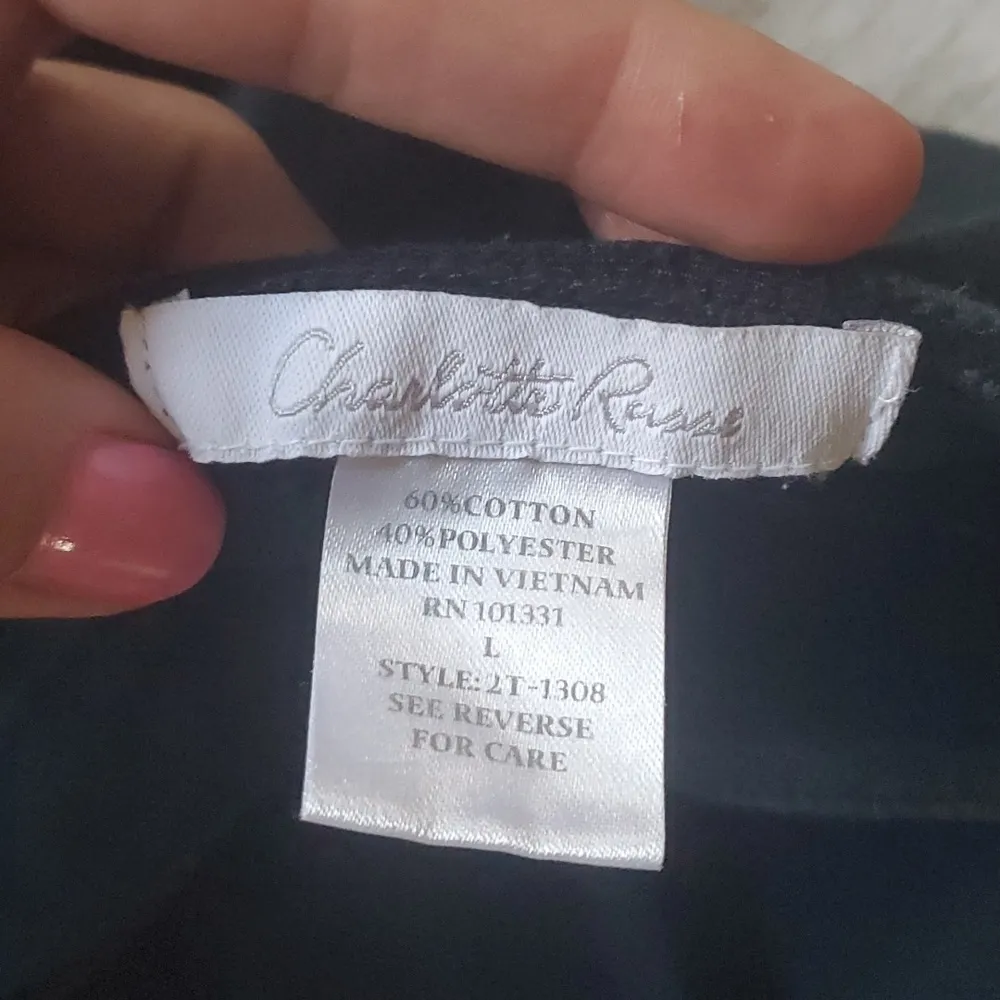 Charlotte Russe
60%COTTON
40%POLYESTER
MADE IN VIETNAM
RN 101331
L
STYLE: 2T-1308
SEE REVERSE
FOR CARE